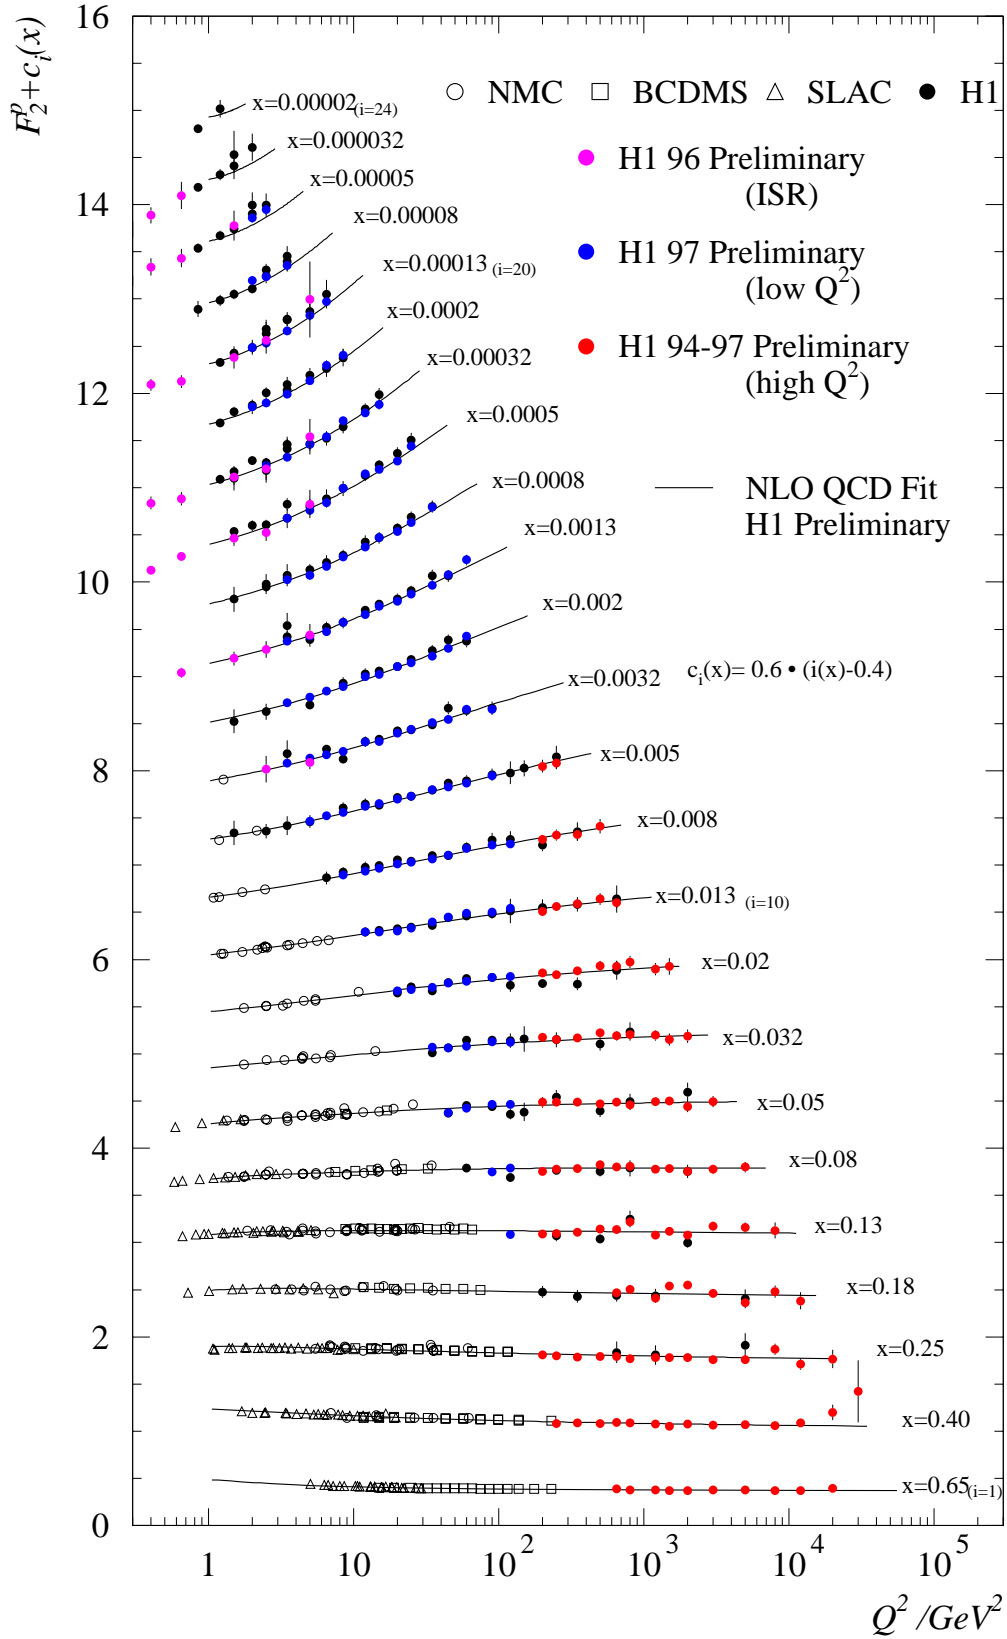 F₂ᵖ+cᵢ(x)
16
14
12
10
8
6
4
2
0
○ NMC □ BCDMS △ SLAC ● H1
● H1 96 Preliminary
(ISR)
● H1 97 Preliminary
(low Q²)
● H1 94-97 Preliminary
(high Q²)
NLO QCD Fit
H1 Preliminary
cᵢ(x)= 0.6 • (i(x)-0.4)
x=0.00002 (i=24)
x=0.000032
x=0.00005
x=0.00008
x=0.00013 (i=20)
x=0.0002
x=0.00032
x=0.0005
x=0.0008
x=0.0013
x=0.002
x=0.0032
x=0.005
x=0.008
x=0.013 (i=10)
x=0.02
x=0.032
x=0.05
x=0.08
x=0.13
x=0.18
x=0.25
x=0.40
x=0.65 (i=1)
1 10 10² 10³ 10⁴ 10⁵
Q² /GeV²